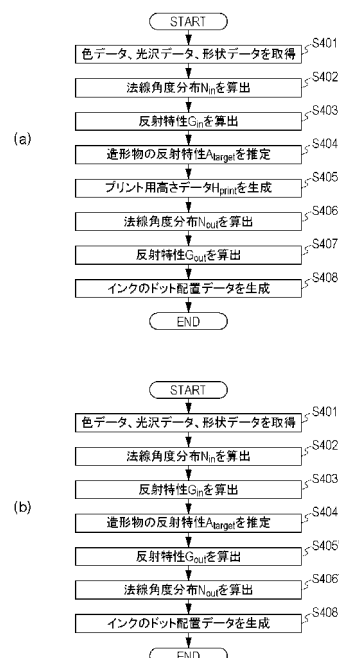 START
色データ、光沢データ、形状データを取得 S401
法線角度分布Ninを算出 S402
反射特性Ginを算出 S403
(a)
造形物の反射特性Atargetを推定 S404
プリント用高さデータHprintを生成 S405
法線角度分布Noutを算出 S406
反射特性Goutを算出 S407
インクのドット配置データを生成 S408
END
START
色データ、光沢データ、形状データを取得 S401
法線角度分布Ninを算出 S402
反射特性Ginを算出 S403
(b)
造形物の反射特性Atargetを推定 S404
反射特性Goutを算出 S405'
法線角度分布Noutを算出 S406'
インクのドット配置データを生成 S408
END